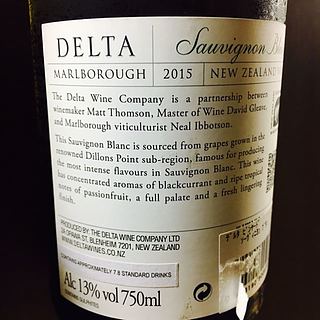 DELTA Sauvignon
MARLBOROUGH 2015 NEW ZEALAND
The Delta Wine Company is a partnership between
winemaker Matt Thomson, Master of Wine David Gleave,
and Marlborough viticulturist Neal Ibbotson.
This Sauvignon Blanc is sourced from grapes grown in the
renowned Dillons Point sub-region, famous for producing
the most intense flavours in Sauvignon Blanc. This wine
has concentrated aromas of blackcurrant and ripe tropical
notes of passionfruit, a full palate and a fresh lingering
finish.
PRODUCED BY: THE DELTA WINE COMPANY LTD
OPAWA ST, BLENHEIM 7201, NEW ZEALAND
WWW.DELTAWINES.CO.NZ
CONTAINS APPROXIMATELY 7.8 STANDARD DRINKS
Alc 13% vol 750ml
SULPHITES